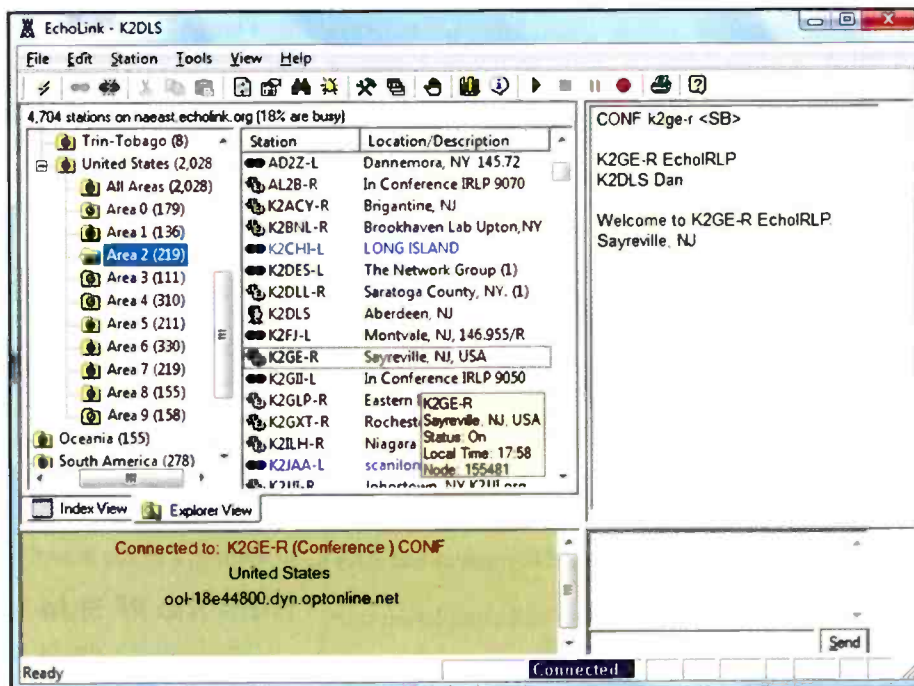 EchoLink - K2DLS
File Edit Station Tools View Help
4,704 stations on naeast.echolink.org (18% are busy)
Trin-Tobago (8)
United States (2,028
All Areas (2,028)
Area 0 (179)
Area 1 (136)
Area 2 (219)
Area 3 (111)
Area 4 (310)
Area 5 (211)
Area 6 (330)
Area 7 (219)
Area 8 (155)
Area 9 (158)
Oceania (155)
South America (278)
Index View Explorer View
Station Location/Description
AD2Z-L Dannemora, NY 145.72
AL2B-R In Conference IRLP 9070
K2ACY-R Brigantine, NJ
K2BNL-R Brookhaven Lab Upton,NY
K2CHI-L LONG ISLAND
K2DES-L The Network Group (1)
K2DLL-R Saratoga County, NY. (1)
K2DLS Aberdeen, NJ
K2FJ-L Montvale, NJ, 146.955/R
K2GE-R Sayreville, NJ, USA
K2GII-L In Conference IRLP 9050
K2GLP-R Eastern
K2GXT-R Rochest
K2ILH-R Niagara
K2JAA-L scanilon
K2GE-R
Sayreville, NJ, USA
Status: On
Local Time: 17:58
Node: 155481
CONF k2ge-r <SB>
K2GE-R EchoIRLP
K2DLS Dan
Welcome to K2GE-R EchoIRLP.
Sayreville, NJ
Connected to: K2GE-R (Conference ) CONF
United States
ool-18e44800.dyn.optonline.net
Send
Ready Connected